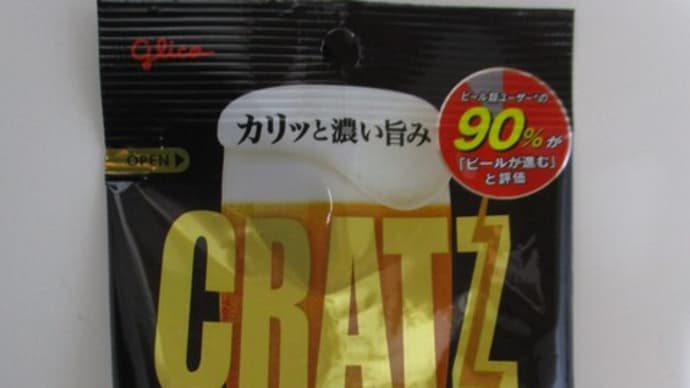 glico
カリッと濃い旨み
ビール類ユーザー*の
90%が
「ビールが進む」
と評価
OPEN
CRATZ